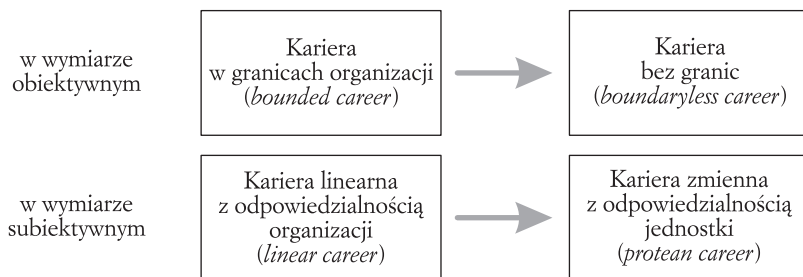 w wymiarze
obiektywnym
Kariera
w granicach organizacji
(bounded career)
Kariera
bez granic
(boundaryless career)
w wymiarze
subiektywnym
Kariera linearna
z odpowiedzialnością
organizacji
(linear career)
Kariera zmienna
z odpowiedzialnością
jednostki
(protean career)